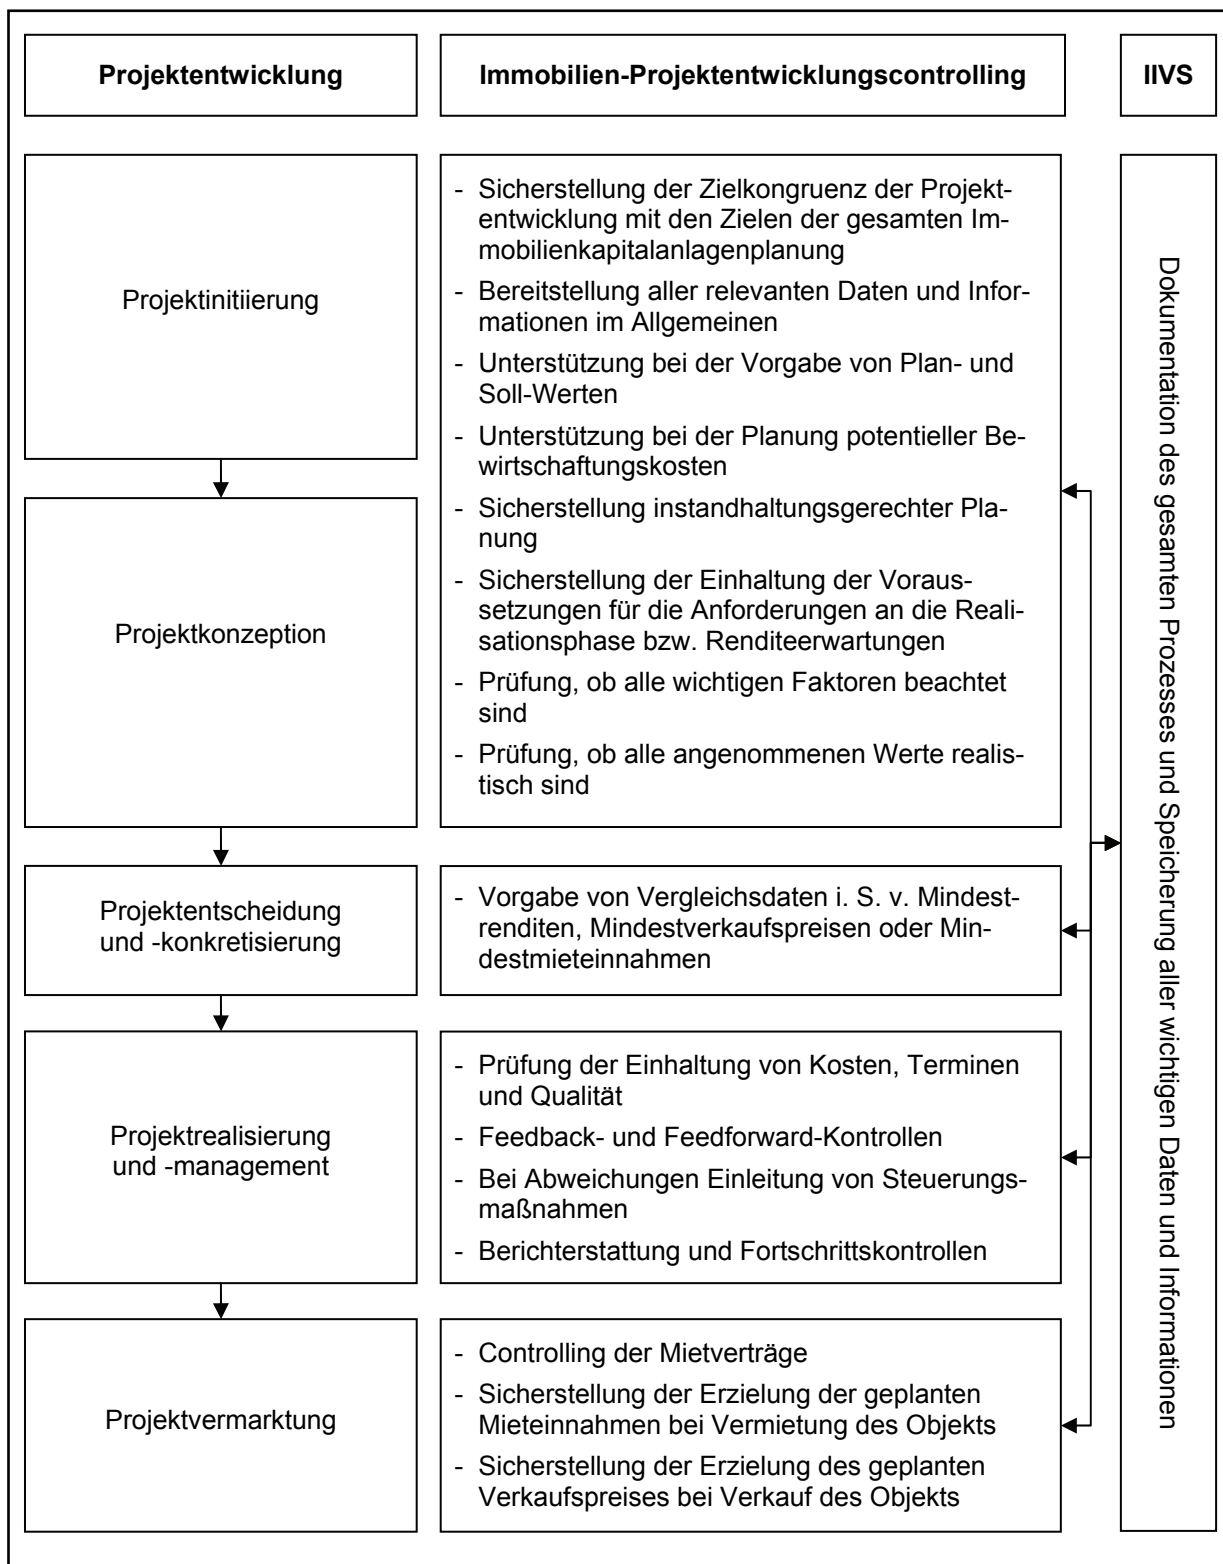 Projektentwicklung
Immobilien-Projektentwicklungscontrolling
IIVS
Projektinitiierung
Projektkonzeption
- Sicherstellung der Zielkongruenz der Projekt-
entwicklung mit den Zielen der gesamten Im-
mobilienkapitalanlagenplanung
- Bereitstellung aller relevanten Daten und Infor-
mationen im Allgemeinen
- Unterstützung bei der Vorgabe von Plan- und
Soll-Werten
- Unterstützung bei der Planung potentieller Be-
wirtschaftungskosten
- Sicherstellung instandhaltungsgerechter Pla-
nung
- Sicherstellung der Einhaltung der Voraus-
setzungen für die Anforderungen an die Reali-
sationsphase bzw. Renditeerwartungen
- Prüfung, ob alle wichtigen Faktoren beachtet
sind
- Prüfung, ob alle angenommenen Werte realis-
tisch sind
Projektentscheidung
und -konkretisierung
- Vorgabe von Vergleichsdaten i. S. v. Mindest-
renditen, Mindestverkaufspreisen oder Min-
destmieteinnahmen
Projektrealisierung
und -management
- Prüfung der Einhaltung von Kosten, Terminen
und Qualität
- Feedback- und Feedforward-Kontrollen
- Bei Abweichungen Einleitung von Steuerungs-
maßnahmen
- Berichterstattung und Fortschrittskontrollen
Projektvermarktung
- Controlling der Mietverträge
- Sicherstellung der Erzielung der geplanten
Mieteinnahmen bei Vermietung des Objekts
- Sicherstellung der Erzielung des geplanten
Verkaufspreises bei Verkauf des Objekts
Dokumentation des gesamten Prozesses und Speicherung aller wichtigen Daten und Informationen